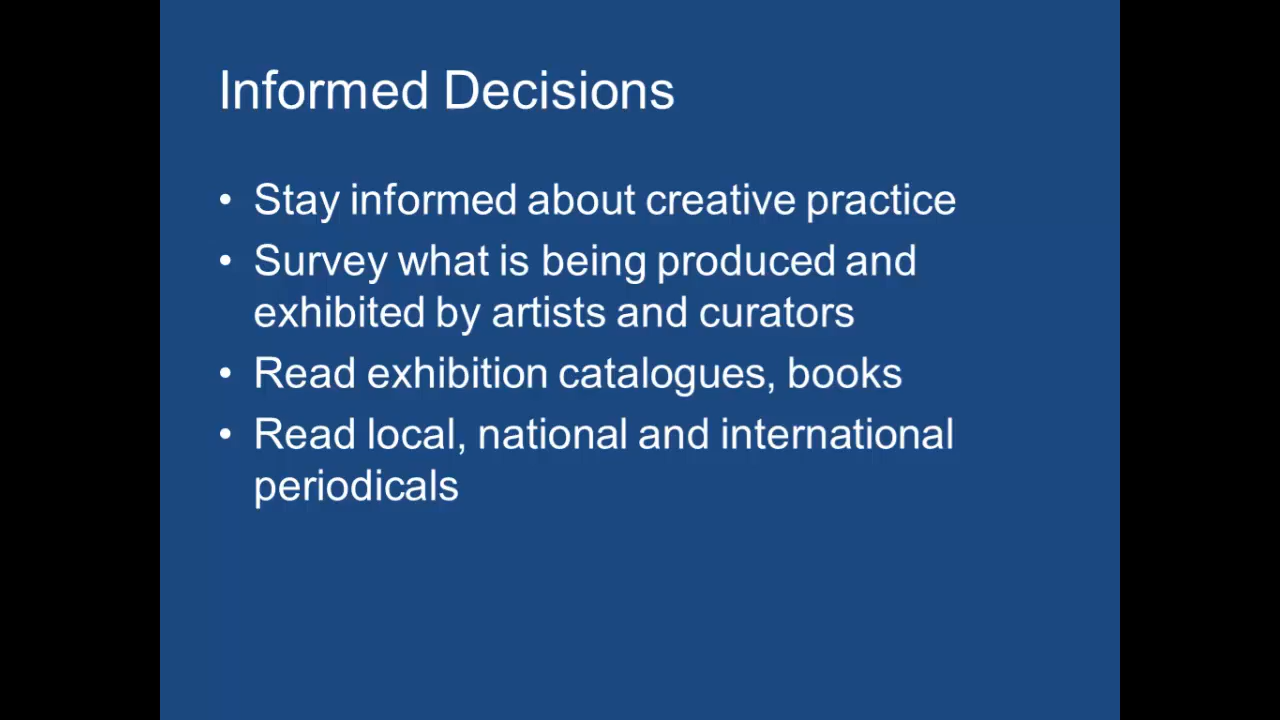 Informed Decisions
• Stay informed about creative practice
• Survey what is being produced and
exhibited by artists and curators
• Read exhibition catalogues, books
• Read local, national and international
periodicals